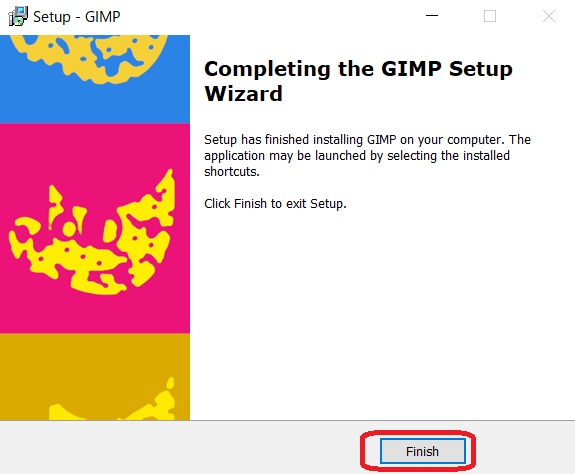 Setup - GIMP
Completing the GIMP Setup
Wizard
Setup has finished installing GIMP on your computer. The
application may be launched by selecting the installed
shortcuts.
Click Finish to exit Setup.
Finish